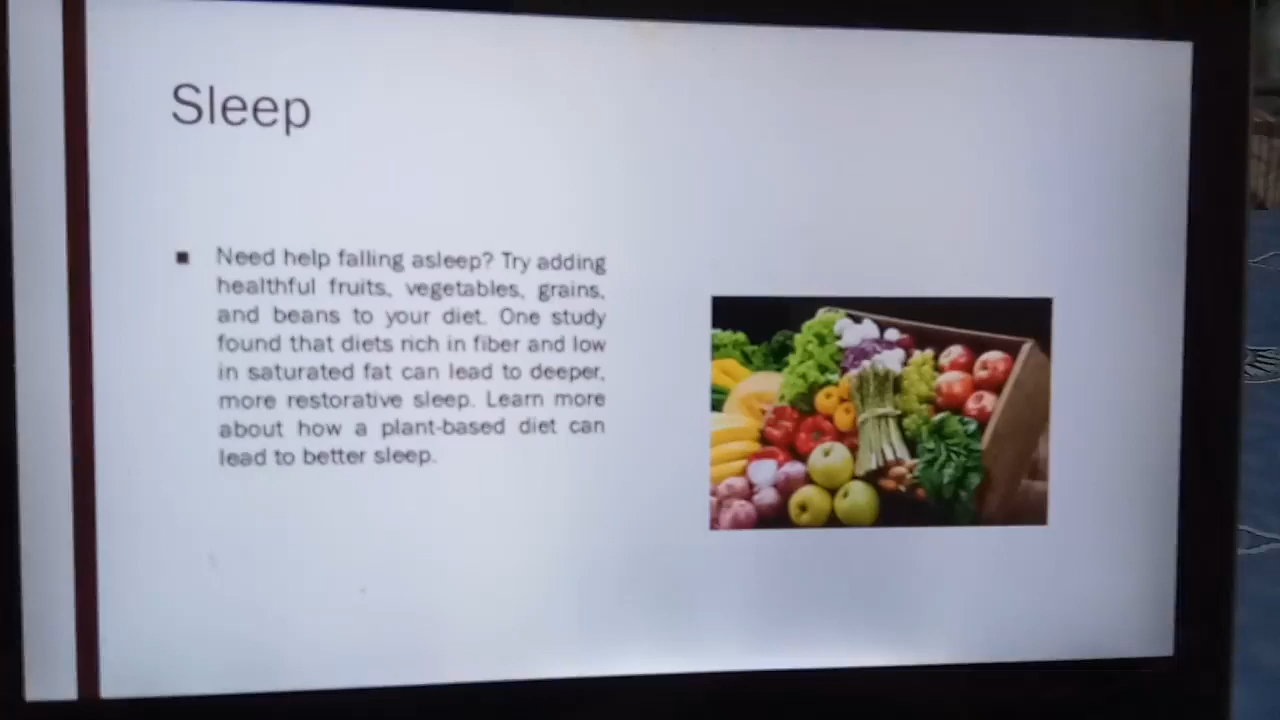 Sleep
Need help falling asleep? Try adding
healthful fruits, vegetables, grains,
and beans to your diet. One study
found that diets rich in fiber and low
in saturated fat can lead to deeper,
more restorative sleep. Learn more
about how a plant-based diet can
lead to better sleep.